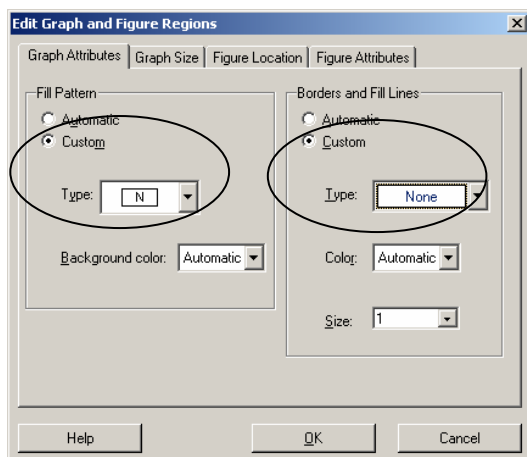 Edit Graph and Figure Regions
Graph Attributes Graph Size Figure Location Figure Attributes
Fill Pattern
Automatic
Custom
Type: N
Background color: Automatic
Borders and Fill Lines
Automatic
Custom
Type: None
Color: Automatic
Size: 1
Help OK Cancel